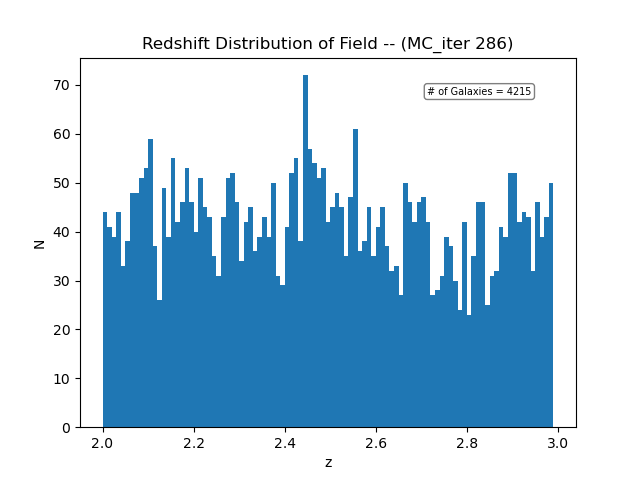 Redshift Distribution of Field -- (MC_iter 286)
# of Galaxies = 4215
70
60
50
40
30
20
10
0
N
2.0 2.2 2.4 2.6 2.8 3.0
z